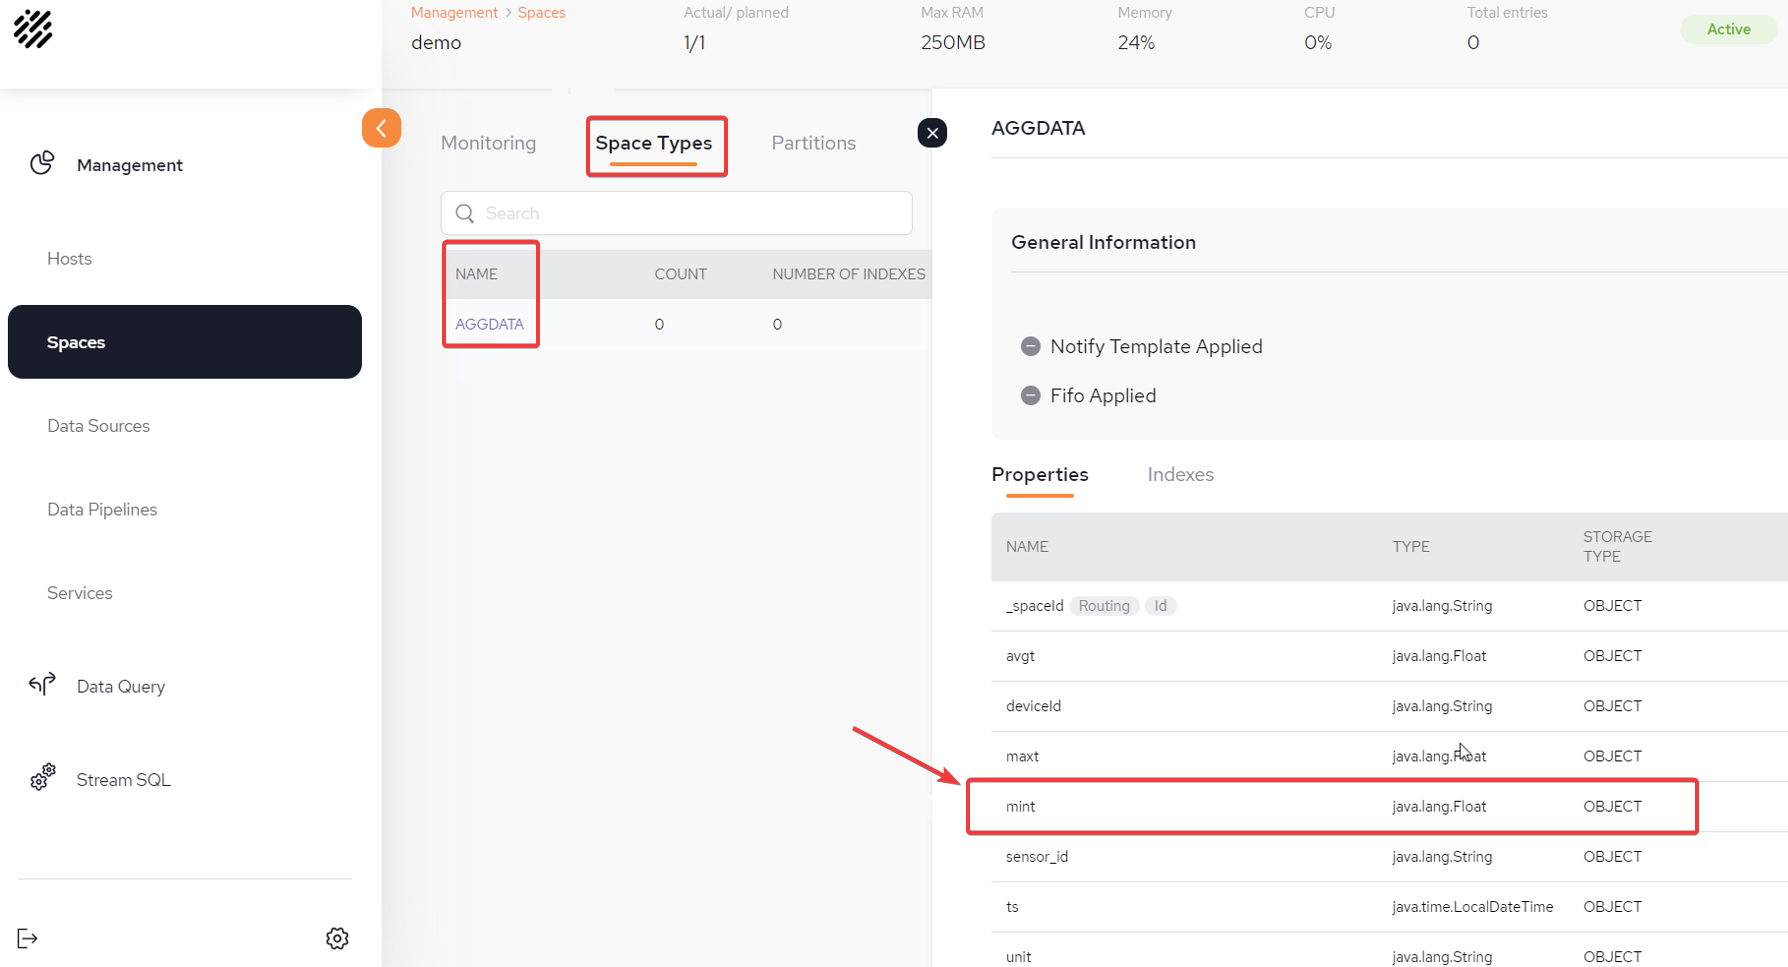 Management > Spaces
demo
Actual/ planned
1/1
Max RAM
250MB
Memory
24%
CPU
0%
Total entries
0
Active
Management
Hosts
Spaces
Data Sources
Data Pipelines
Services
Data Query
Stream SQL
Monitoring
Space Types
Partitions
Search
NAME COUNT NUMBER OF INDEXES
AGGDATA 0 0
AGGDATA
General Information
Notify Template Applied
Fifo Applied
Properties Indexes
NAME TYPE STORAGE TYPE
_spaceId Routing Id java.lang.String OBJECT
avgt java.lang.Float OBJECT
deviceId java.lang.String OBJECT
maxt java.lang.Float OBJECT
mint java.lang.Float OBJECT
sensor_id java.lang.String OBJECT
ts java.time.LocalDateTime OBJECT
unit java.lang.String OBJECT